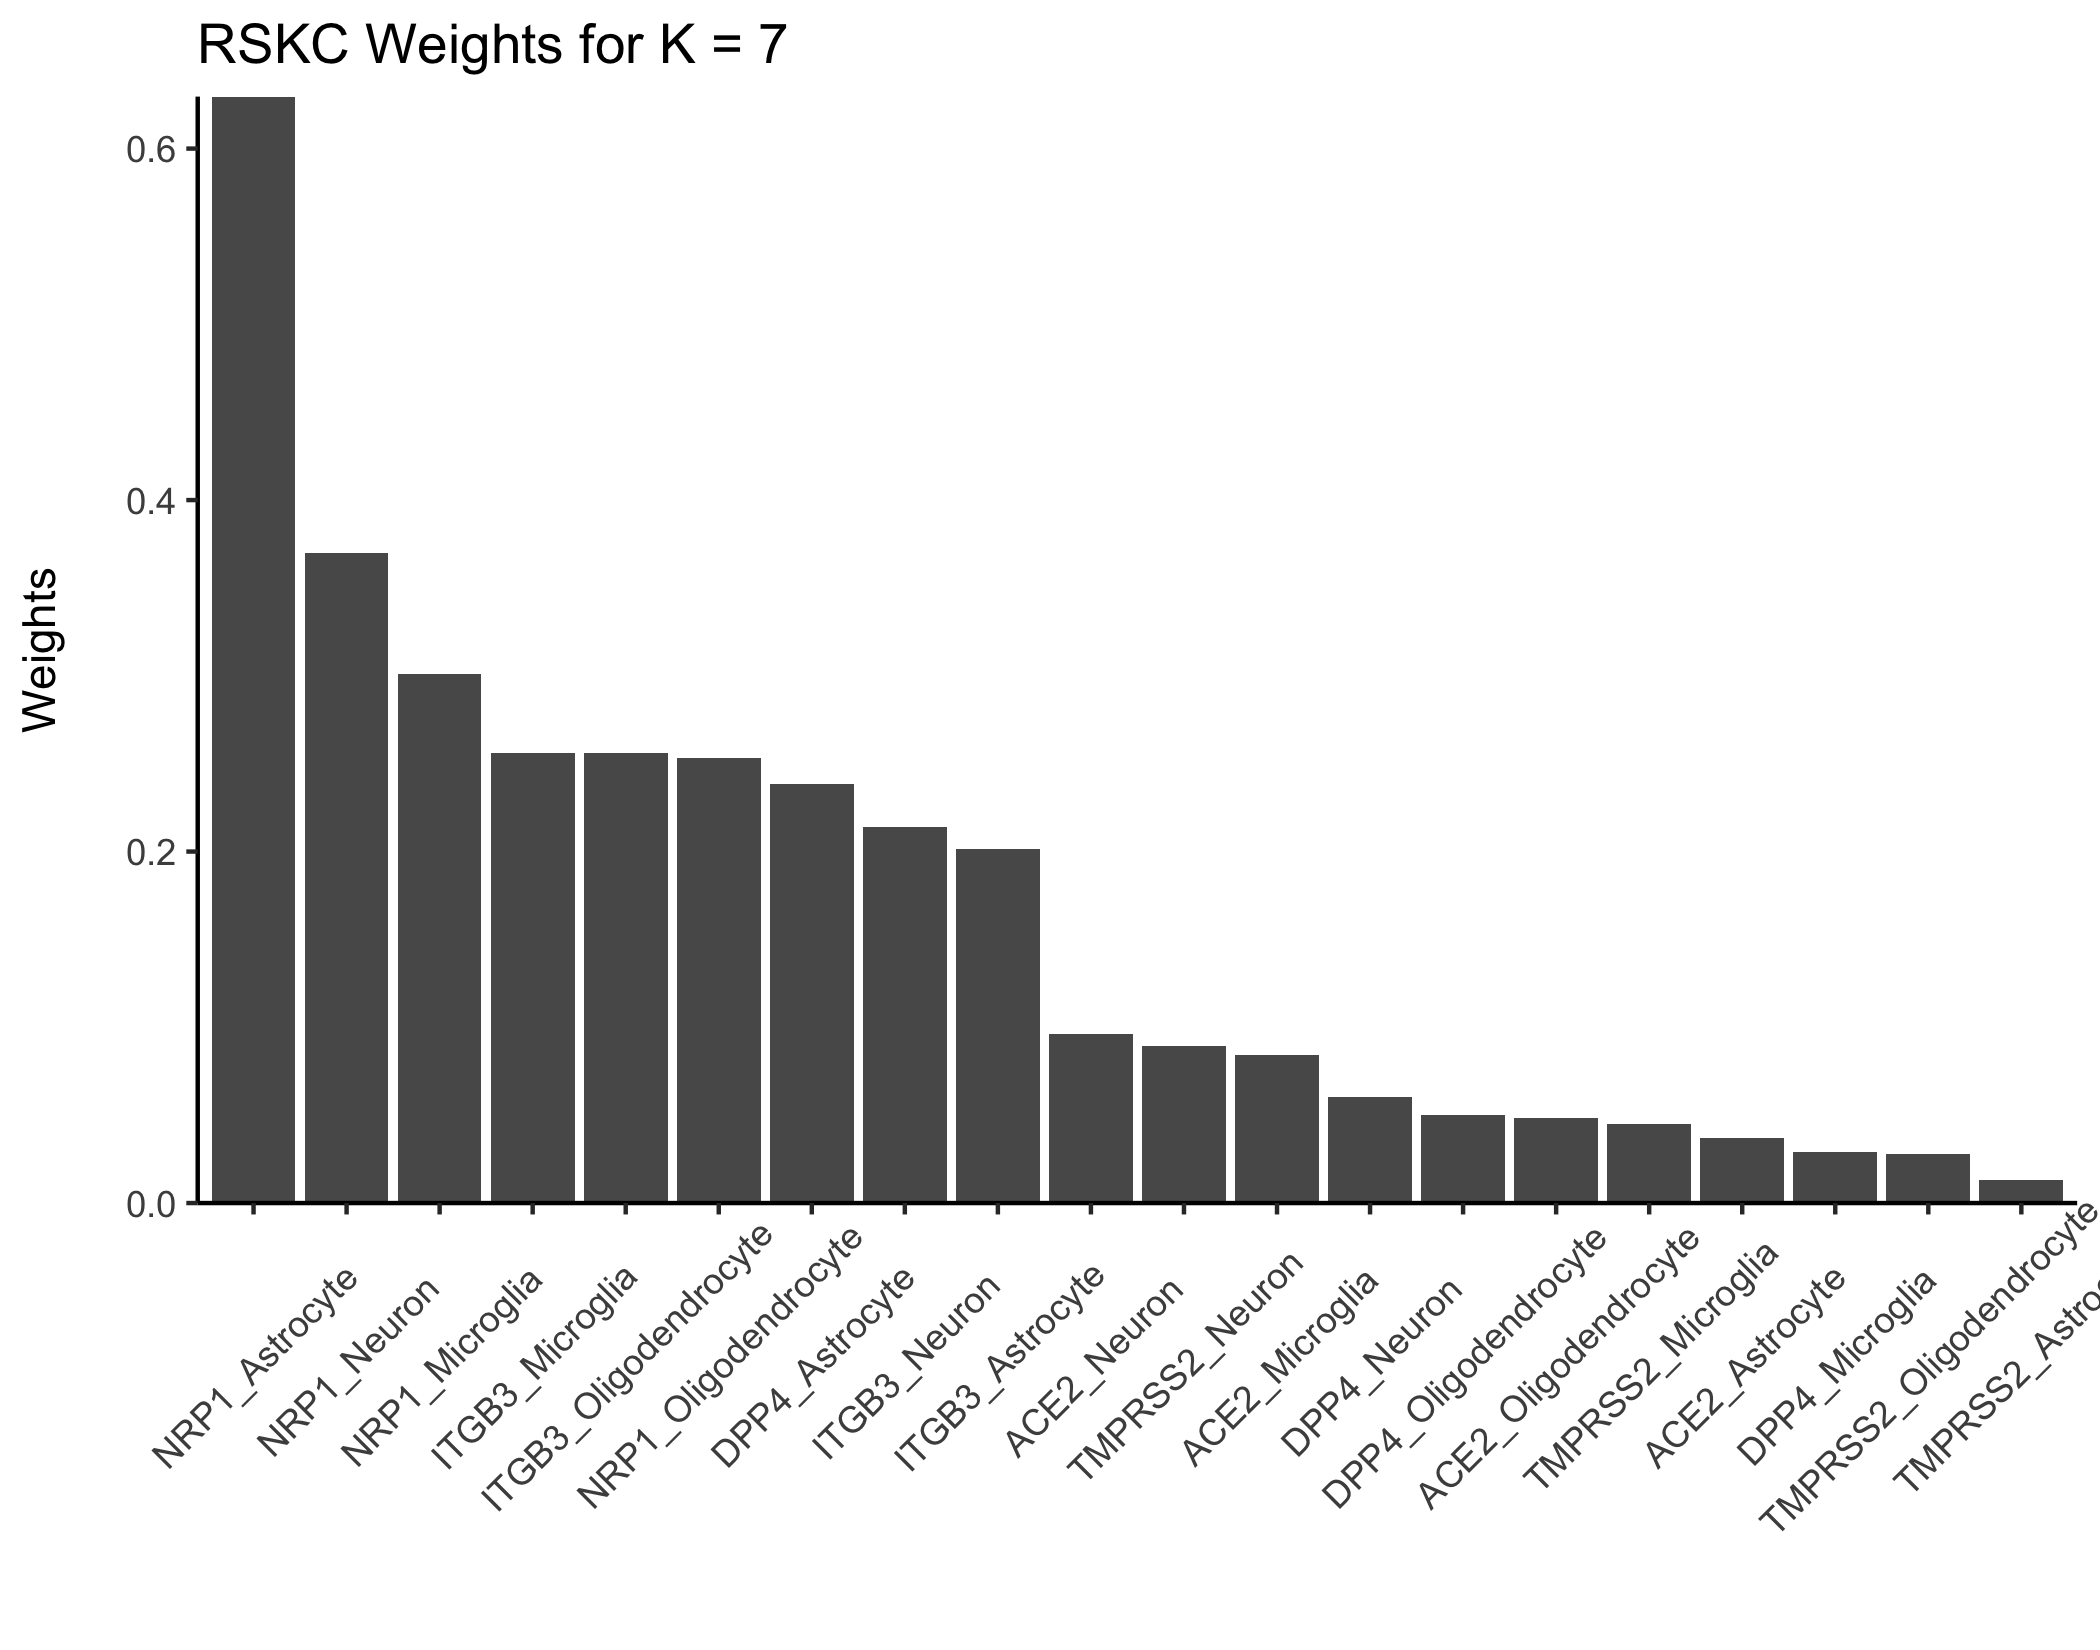 RSKC Weights for K = 7
Weights
0.6
0.4
0.2
0.0
NRP1_Astrocyte
NRP1_Neuron
NRP1_Microglia
ITGB3_Microglia
ITGB3_Oligodendrocyte
NRP1_Oligodendrocyte
DPP4_Astrocyte
ITGB3_Neuron
ITGB3_Astrocyte
ACE2_Neuron
TMPRSS2_Neuron
ACE2_Microglia
DPP4_Neuron
DPP4_Oligodendrocyte
ACE2_Oligodendrocyte
TMPRSS2_Microglia
ACE2_Astrocyte
DPP4_Microglia
TMPRSS2_Oligodendrocyte
TMPRSS2_Astro